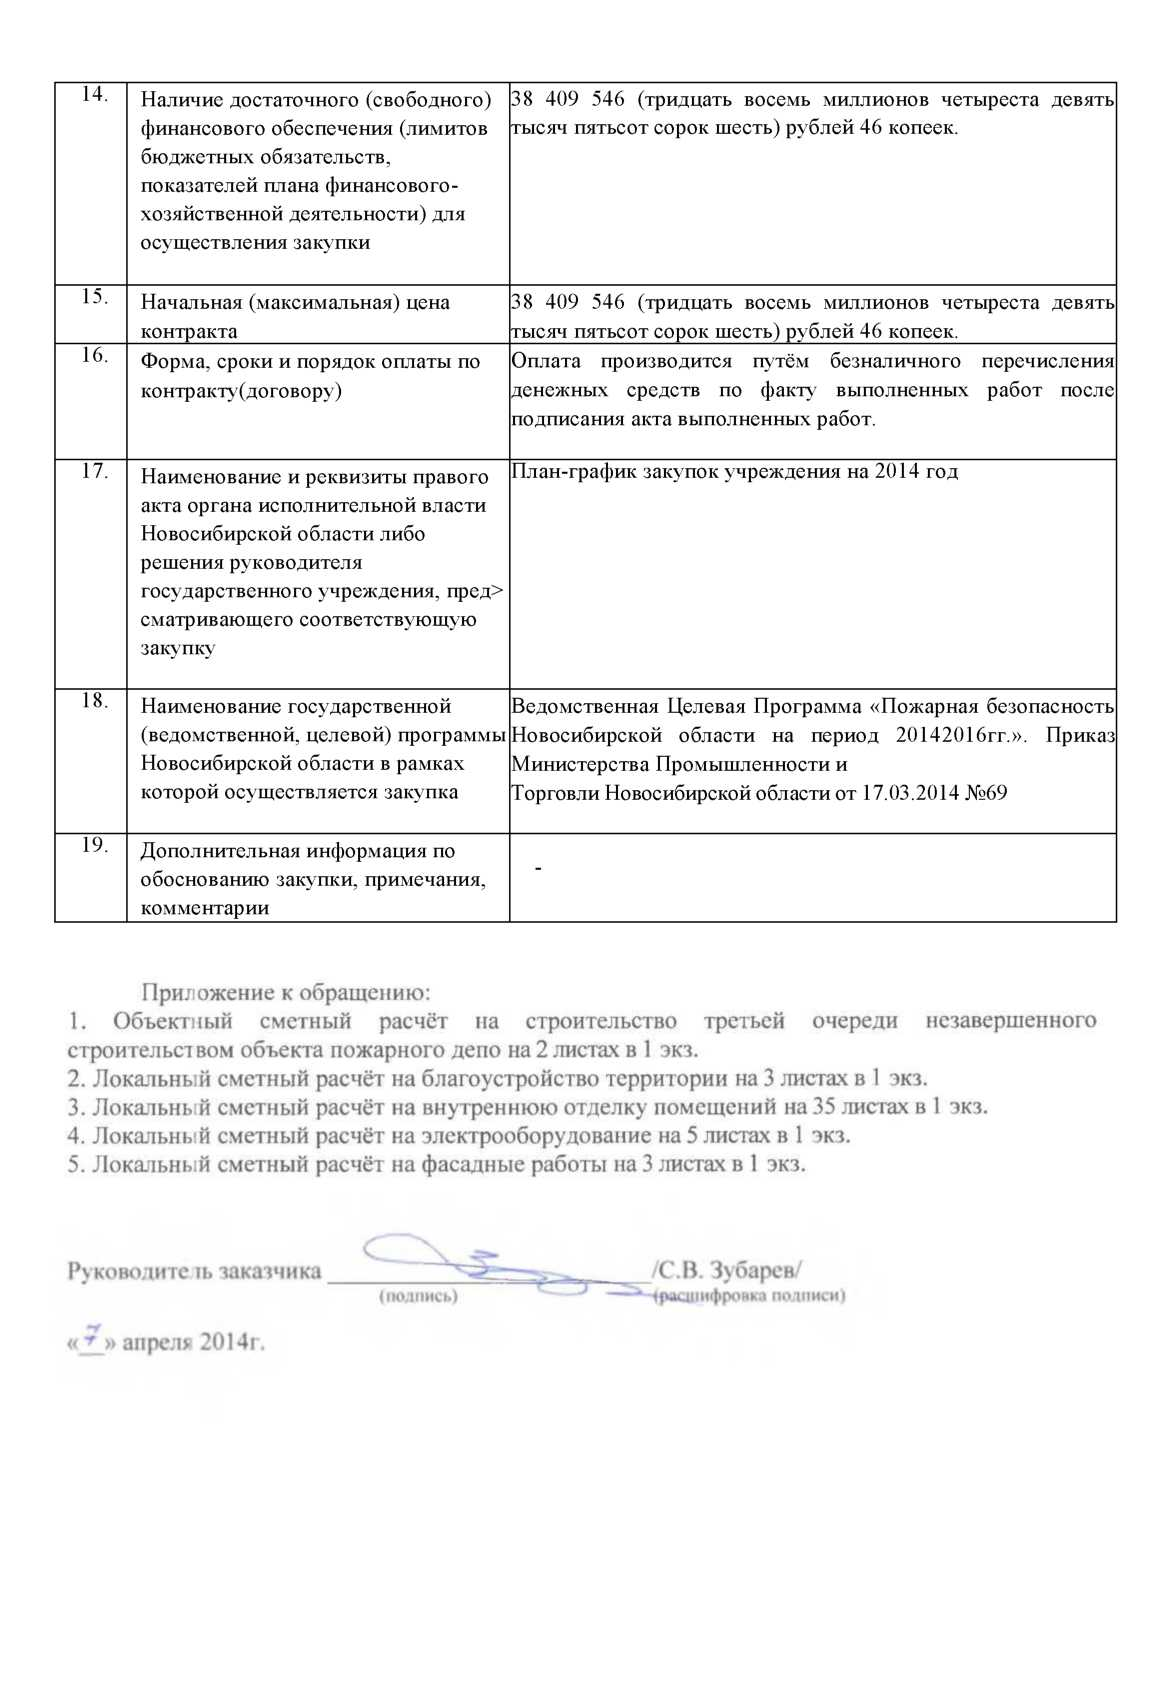 14.
Наличие достаточного (свободного)
финансового обеспечения (лимитов
бюджетных обязательств,
показателей плана финансового-
хозяйственной деятельности) для
осуществления закупки
38 409 546 (тридцать восемь миллионов четыреста девять
тысяч пятьсот сорок шесть) рублей 46 копеек.
15.
Начальная (максимальная) цена
контракта
38 409 546 (тридцать восемь миллионов четыреста девять
тысяч пятьсот сорок шесть) рублей 46 копеек.
16.
Форма, сроки и порядок оплаты по
контракту(договору)
Оплата производится путём безналичного перечисления
денежных средств по факту выполненных работ после
подписания акта выполненных работ.
17.
Наименование и реквизиты правого
акта органа исполнительной власти
Новосибирской области либо
решения руководителя
государственного учреждения, пред>
сматривающего соответствующую
закупку
План-график закупок учреждения на 2014 год
18.
Наименование государственной
(ведомственной, целевой) программы
Новосибирской области в рамках
которой осуществляется закупка
Ведомственная Целевая Программа «Пожарная безопасность
Новосибирской области на период 20142016гг.». Приказ
Министерства Промышленности и
Торговли Новосибирской области от 17.03.2014 №69
19.
Дополнительная информация по
обоснованию закупки, примечания,
комментарии
-
Приложение к обращению:
1. Объектный сметный расчёт на строительство третьей очереди незавершенного
строительством объекта пожарного депо на 2 листах в 1 экз.
2. Локальный сметный расчёт на благоустройство территории на 3 листах в 1 экз.
3. Локальный сметный расчёт на внутреннюю отделку помещений на 35 листах в 1 экз.
4. Локальный сметный расчёт на электрооборудование на 5 листах в 1 экз.
5. Локальный сметный расчёт на фасадные работы на 3 листах в 1 экз.
Руководитель заказчика /С.В. Зубарев/
(подпись) (расшифровка подписи)
«7» апреля 2014г.